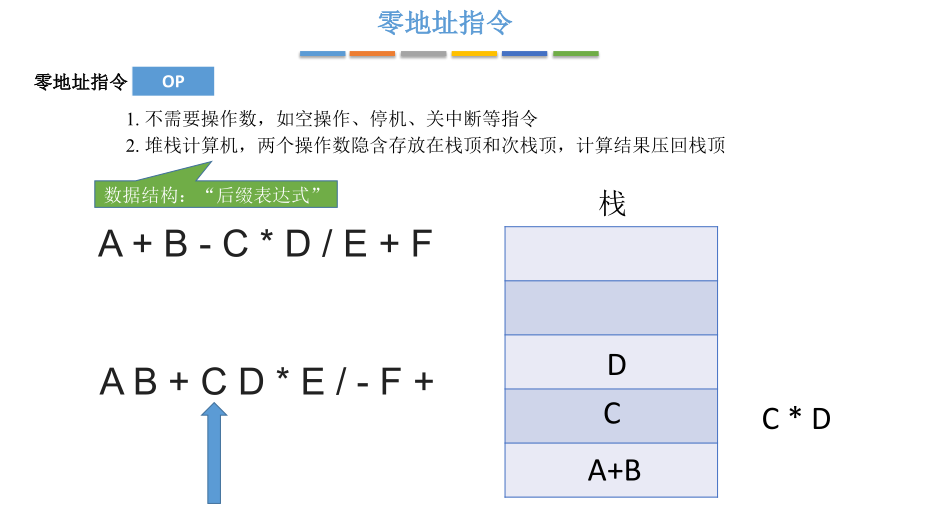 零地址指令
零地址指令 OP
1. 不需要操作数，如空操作、停机、关中断等指令
2. 堆栈计算机，两个操作数隐含存放在栈顶和次栈顶，计算结果压回栈顶
数据结构：“后缀表达式”
栈
A + B - C * D / E + F
A B + C D * E / - F +
D
C
C * D
A+B